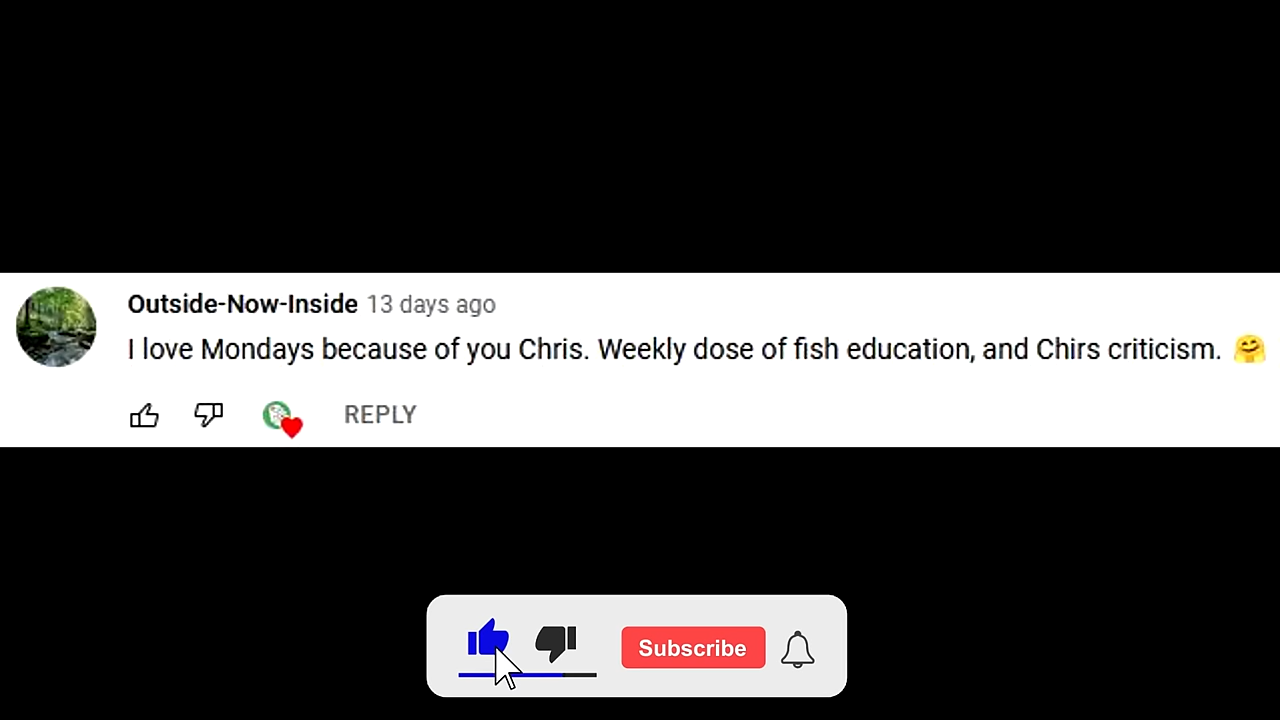 Outside-Now-Inside 13 days ago
I love Mondays because of you Chris. Weekly dose of fish education, and Chirs criticism. 🤗
REPLY
Subscribe